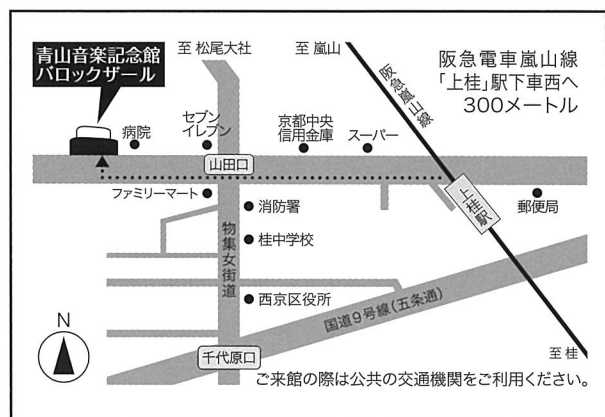 青山音楽記念館
バロックザール
至 松尾大社
至 嵐山
阪急嵐山線
阪急電車嵐山線
「上桂」駅下車西へ
300メートル
病院
セブン
イレブン
京都中央
信用金庫
スーパー
山田口
ファミリーマート
消防署
上桂駅
郵便局
物集女街道
桂中学校
西京区役所
国道9号線(五条通)
N
千代原口
至 桂
ご来館の際は公共の交通機関をご利用ください。